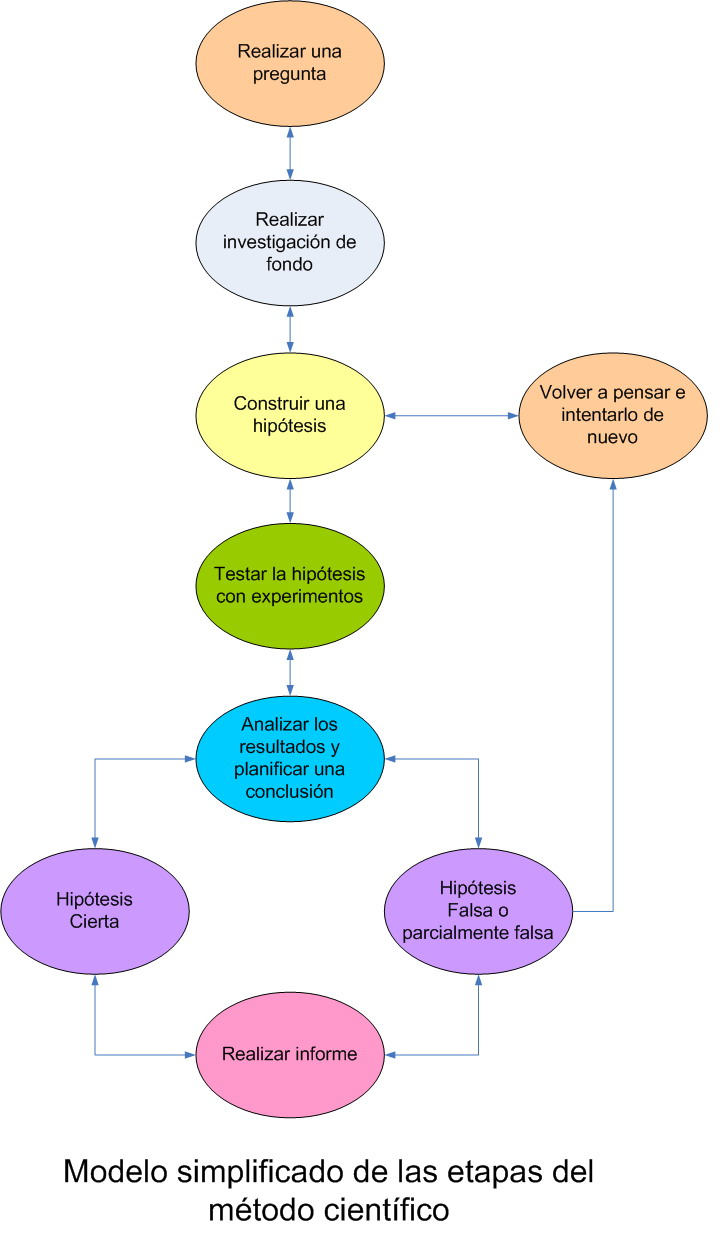 Realizar una
pregunta
Realizar
investigación de
fondo
Construir una
hipótesis
Volver a pensar e
intentarlo de
nuevo
Testar la hipótesis
con experimentos
Analizar los
resultados y
planificar una
conclusión
Hipótesis
Cierta
Hipótesis
Falsa o
parcialmente falsa
Realizar informe
Modelo simplificado de las etapas del
método científico